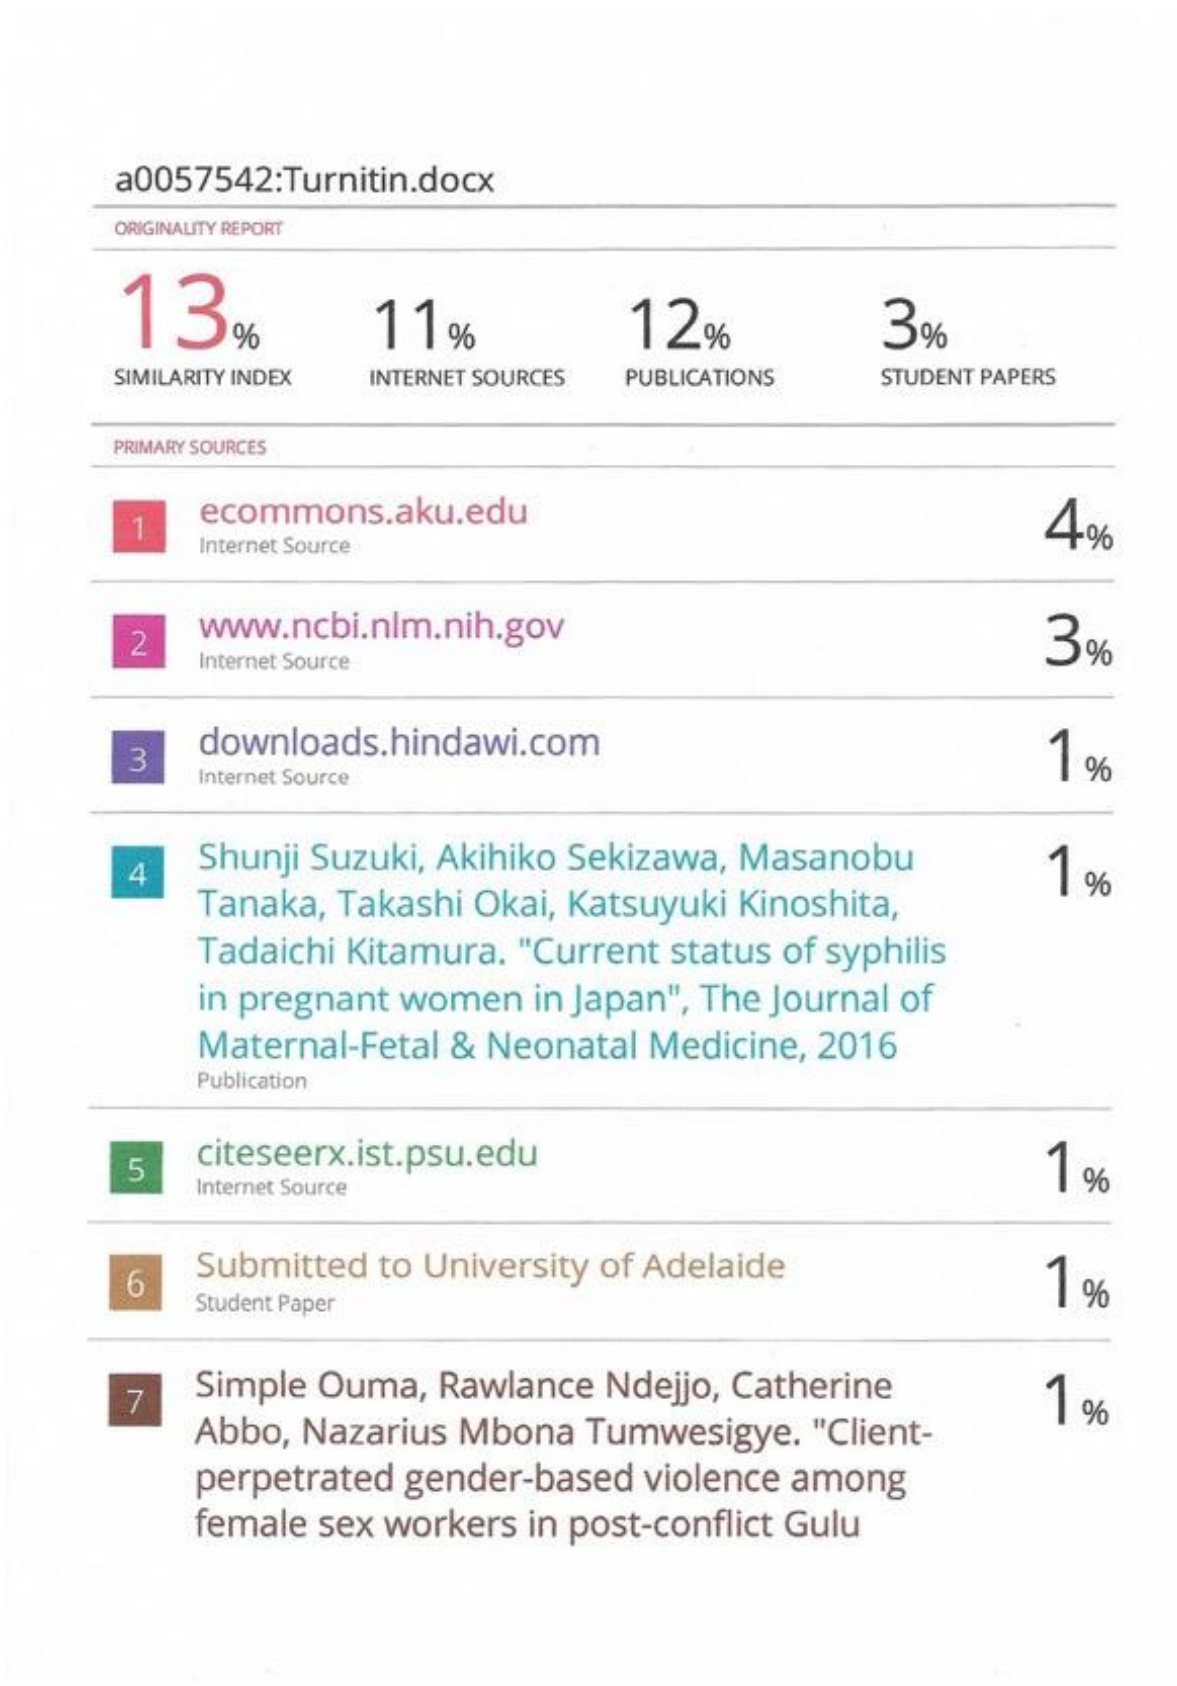 a0057542:Turnitin.docx
ORIGINALITY REPORT
13% 11% 12% 3%
SIMILARITY INDEX INTERNET SOURCES PUBLICATIONS STUDENT PAPERS
PRIMARY SOURCES
1 ecommons.aku.edu 4%
Internet Source
2 www.ncbi.nlm.nih.gov 3%
Internet Source
3 downloads.hindawi.com 1%
Internet Source
4 Shunji Suzuki, Akihiko Sekizawa, Masanobu 1%
Tanaka, Takashi Okai, Katsuyuki Kinoshita,
Tadaichi Kitamura. "Current status of syphilis
in pregnant women in Japan", The Journal of
Maternal-Fetal & Neonatal Medicine, 2016
Publication
5 citeseerx.ist.psu.edu 1%
Internet Source
6 Submitted to University of Adelaide 1%
Student Paper
7 Simple Ouma, Rawlance Ndejjo, Catherine 1%
Abbo, Nazarius Mbona Tumwesigye. "Client-
perpetrated gender-based violence among
female sex workers in post-conflict Gulu